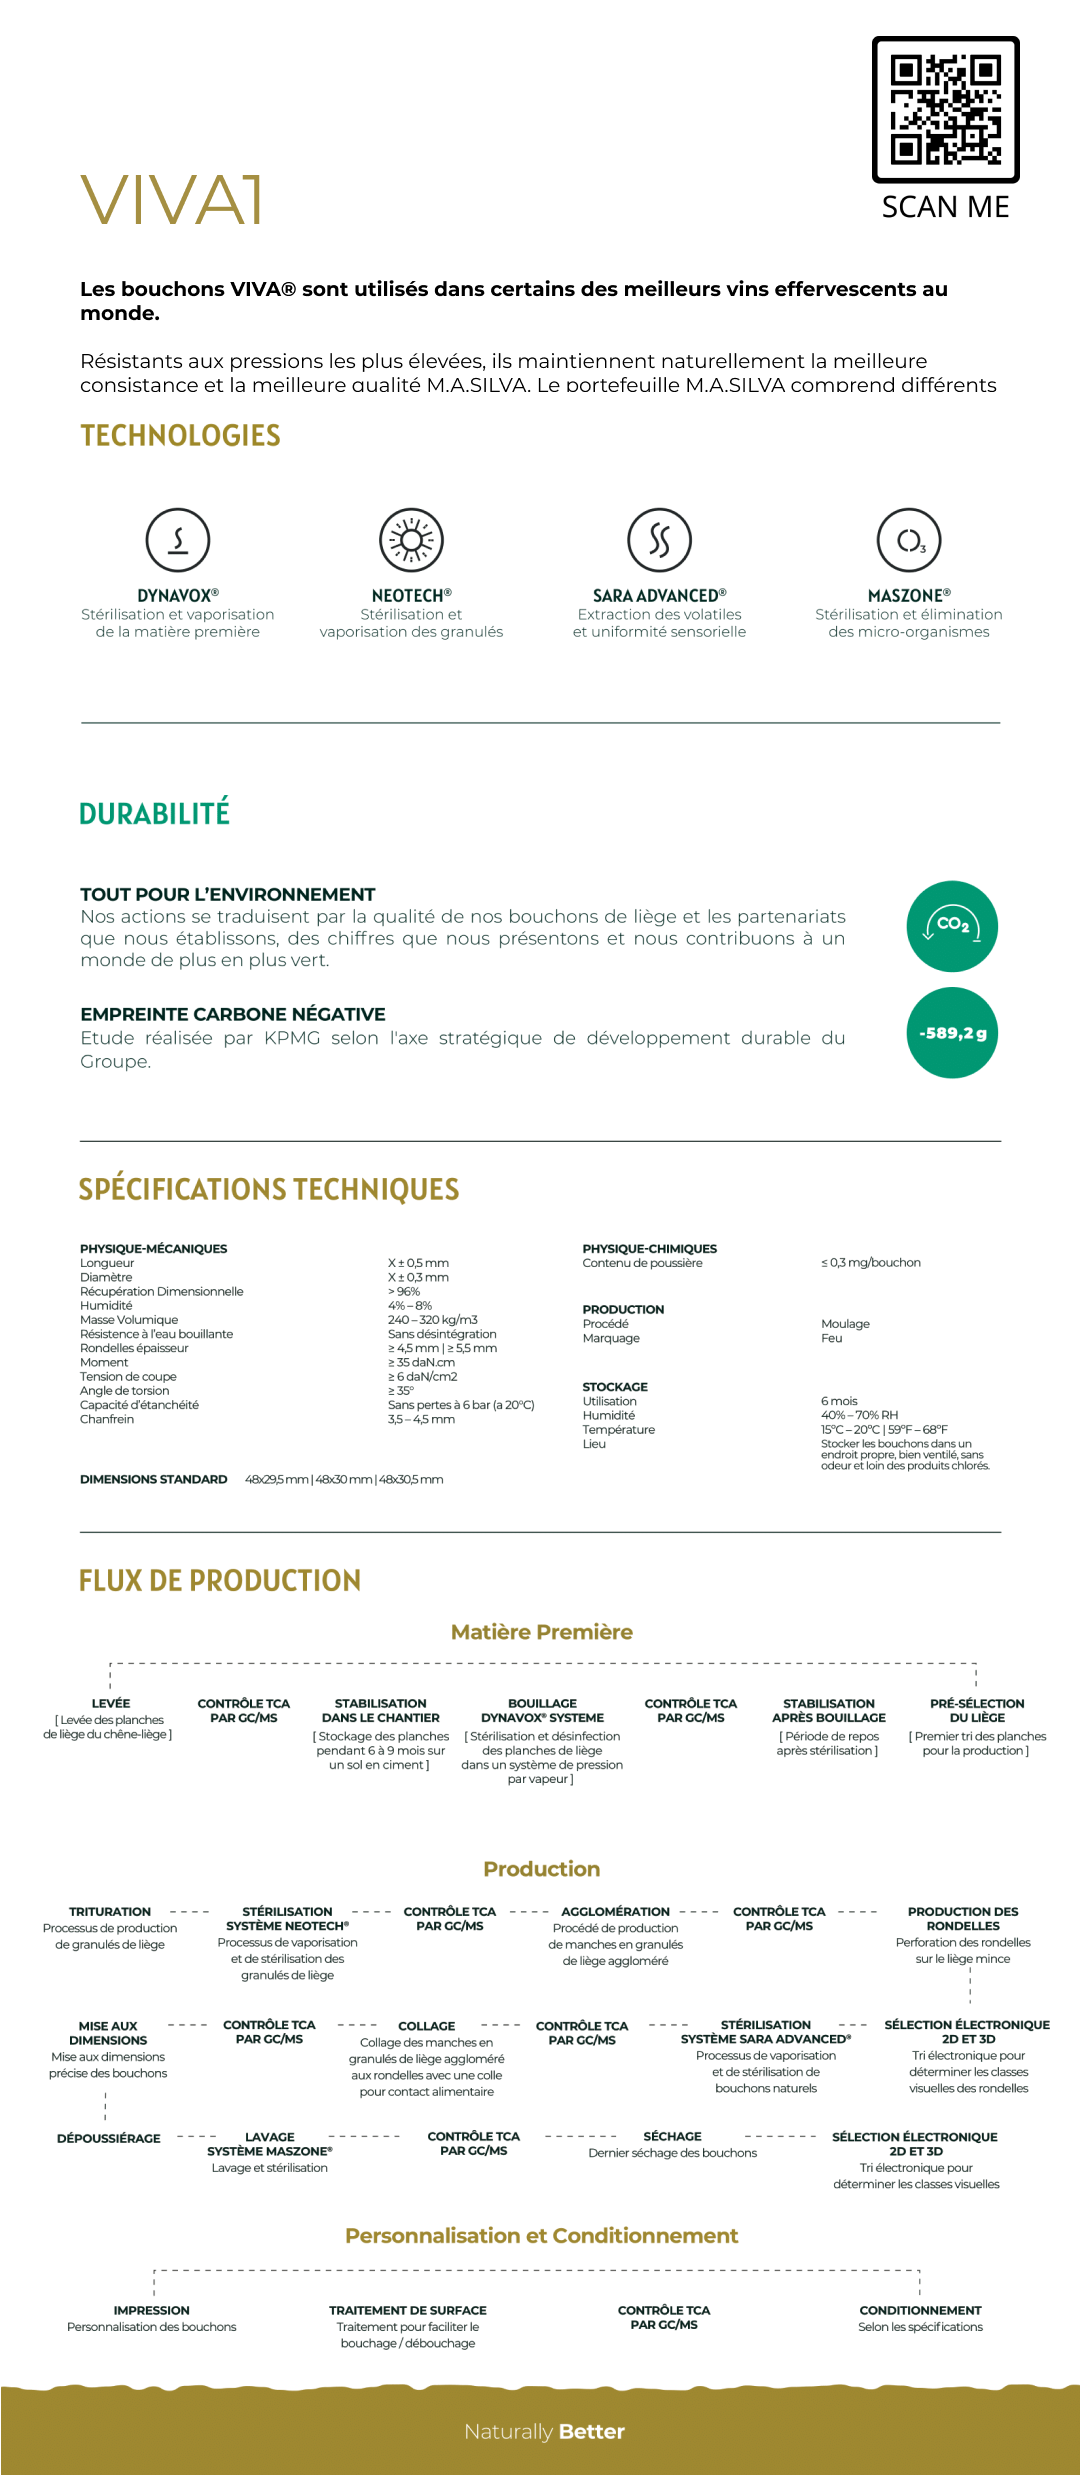 SCAN ME
VIVA1
Les bouchons VIVA® sont utilisés dans certains des meilleurs vins effervescents au
monde.
Résistants aux pressions les plus élevées, ils maintiennent naturellement la meilleure
consistance et la meilleure qualité M.A.SILVA. Le portefeuille M.A.SILVA comprend différents
TECHNOLOGIES
O3
DYNAVOX®
Stérilisation et vaporisation
de la matière première
NEOTECH®
Stérilisation et
vaporisation des granulés
SARA ADVANCED®
Extraction des volatiles
et uniformité sensorielle
MASZONE®
Stérilisation et élimination
des micro-organismes
DURABILITÉ
TOUT POUR L'ENVIRONNEMENT
Nos actions se traduisent par la qualité de nos bouchons de liège et les partenariats
que nous établissons, des chiffres que nous présentons et nous contribuons à un
monde de plus en plus vert.
CO2
EMPREINTE CARBONE NÉGATIVE
Etude réalisée par KPMG selon l'axe stratégique de développement durable du
Groupe.
-589,2 g
SPÉCIFICATIONS TECHNIQUES
PHYSIQUE-MÉCANIQUES
Longueur X ± 0,5 mm
Diamètre X ± 0,3 mm
Récupération Dimensionnelle > 96%
Humidité 4% – 8%
Masse Volumique 240 – 320 kg/m3
Résistence à l'eau bouillante Sans désintégration
Rondelles épaisseur ≥ 4,5 mm | ≥ 5,5 mm
Moment ≥ 35 daN.cm
Tension de coupe ≥ 6 daN/cm2
Angle de torsion ≥ 35°
Capacité d'étanchéité Sans pertes à 6 bar (a 20°C)
Chanfrein 3,5 – 4,5 mm
DIMENSIONS STANDARD 48x29,5 mm | 48x30 mm | 48x30,5 mm
PHYSIQUE-CHIMIQUES
Contenu de poussière ≤ 0,3 mg/bouchon
PRODUCTION
Procédé Moulage
Marquage Feu
STOCKAGE
Utilisation 6 mois
Humidité 40% – 70% RH
Température 15ºC – 20ºC | 59ºF – 68ºF
Lieu Stocker les bouchons dans un
endroit propre, bien ventilé, sans
odeur et loin des produits chlorés.
FLUX DE PRODUCTION
Matière Première
LEVÉE
[ Levée des planches
de liège du chêne-liège ]
CONTRÔLE TCA
PAR GC/MS
STABILISATION
DANS LE CHANTIER
[ Stockage des planches
pendant 6 à 9 mois sur
un sol en ciment ]
BOUILLAGE
DYNAVOX® SYSTEME
[ Stérilisation et désinfection
des planches de liège
dans un système de pression
par vapeur ]
CONTRÔLE TCA
PAR GC/MS
STABILISATION
APRÈS BOUILLAGE
[ Période de repos
après stérilisation ]
PRÉ-SÉLECTION
DU LIÈGE
[ Premier tri des planches
pour la production ]
Production
TRITURATION
Processus de production
de granulés de liège
STÉRILISATION
SYSTÈME NEOTECH®
Processus de vaporisation
et de stérilisation des
granulés de liège
CONTRÔLE TCA
PAR GC/MS
AGGLOMÉRATION
Procédé de production
de manches en granulés
de liège aggloméré
CONTRÔLE TCA
PAR GC/MS
PRODUCTION DES
RONDELLES
Perforation des rondelles
sur le liège mince
MISE AUX
DIMENSIONS
Mise aux dimensions
précise des bouchons
CONTRÔLE TCA
PAR GC/MS
COLLAGE
Collage des manches en
granulés de liège aggloméré
aux rondelles avec une colle
pour contact alimentaire
CONTRÔLE TCA
PAR GC/MS
STÉRILISATION
SYSTÈME SARA ADVANCED®
Processus de vaporisation
et de stérilisation de
bouchons naturels
SÉLECTION ÉLECTRONIQUE
2D ET 3D
Tri électronique pour
déterminer les classes
visuelles des rondelles
DÉPOUSSIÉRAGE
LAVAGE
SYSTÈME MASZONE®
Lavage et stérilisation
CONTRÔLE TCA
PAR GC/MS
SÉCHAGE
Dernier séchage des bouchons
SÉLECTION ÉLECTRONIQUE
2D ET 3D
Tri électronique pour
déterminer les classes visuelles
Personnalisation et Conditionnement
IMPRESSION
Personnalisation des bouchons
TRAITEMENT DE SURFACE
Traitement pour faciliter le
bouchage / débouchage
CONTRÔLE TCA
PAR GC/MS
CONDITIONNEMENT
Selon les spécifications
Naturally Better